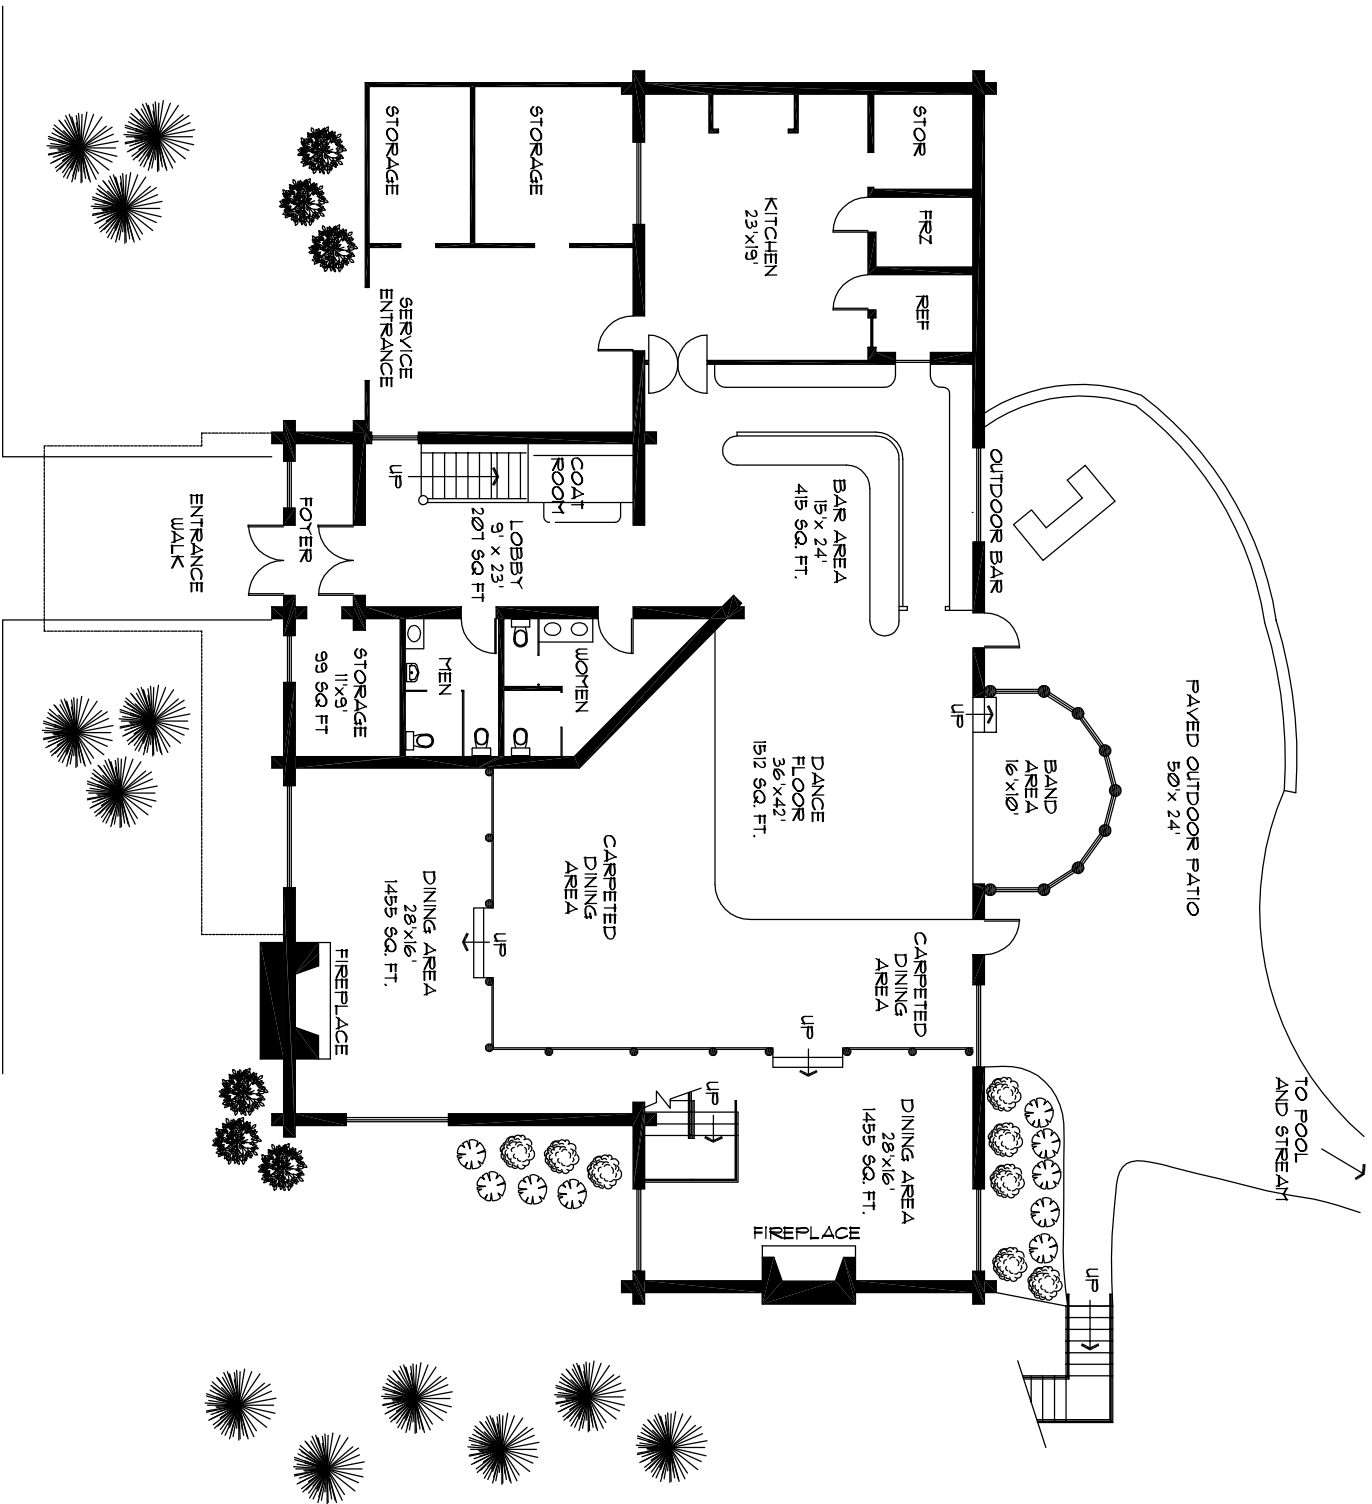 STORAGE
STORAGE
STOR
FRZ
REF
KITCHEN
23'x19'
SERVICE
ENTRANCE
UP
COAT
ROOM
LOBBY
9' x 23'
207 SQ FT
FOYER
ENTRANCE
WALK
BAR AREA
15'x 24'
415 SQ. FT.
OUTDOOR BAR
STORAGE
11'x9'
99 SQ FT
MEN
WOMEN
DANCE
FLOOR
36'x42'
1512 SQ. FT.
UP
BAND
AREA
16'x10'
PAVED OUTDOOR PATIO
50'x 24'
CARPETED
DINING
AREA
DINING AREA
28'x16'
1455 SQ. FT.
UP
FIREPLACE
CARPETED
DINING
AREA
UP
UP
DINING AREA
28'x16'
1455 SQ. FT.
FIREPLACE
TO POOL
AND STREAM
UP